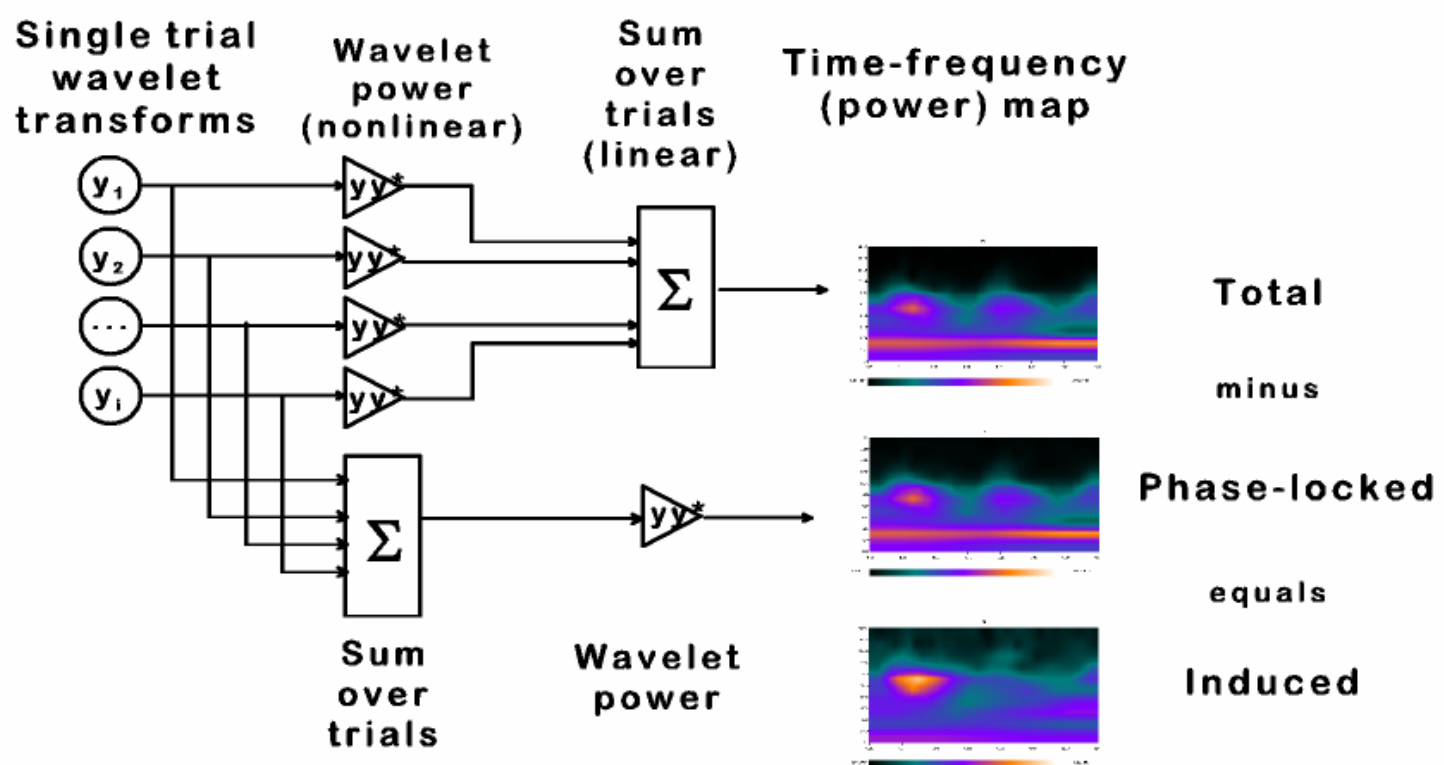 Single trial
wavelet
transforms
Wavelet
power
(nonlinear)
Sum
over
trials
(linear)
Time-frequency
(power) map
y1
y2
...
yi
yy*
yy*
yy*
yy*
Σ
Total
minus
Σ
yy*
Phase-locked
equals
Sum
over
trials
Wavelet
power
Induced